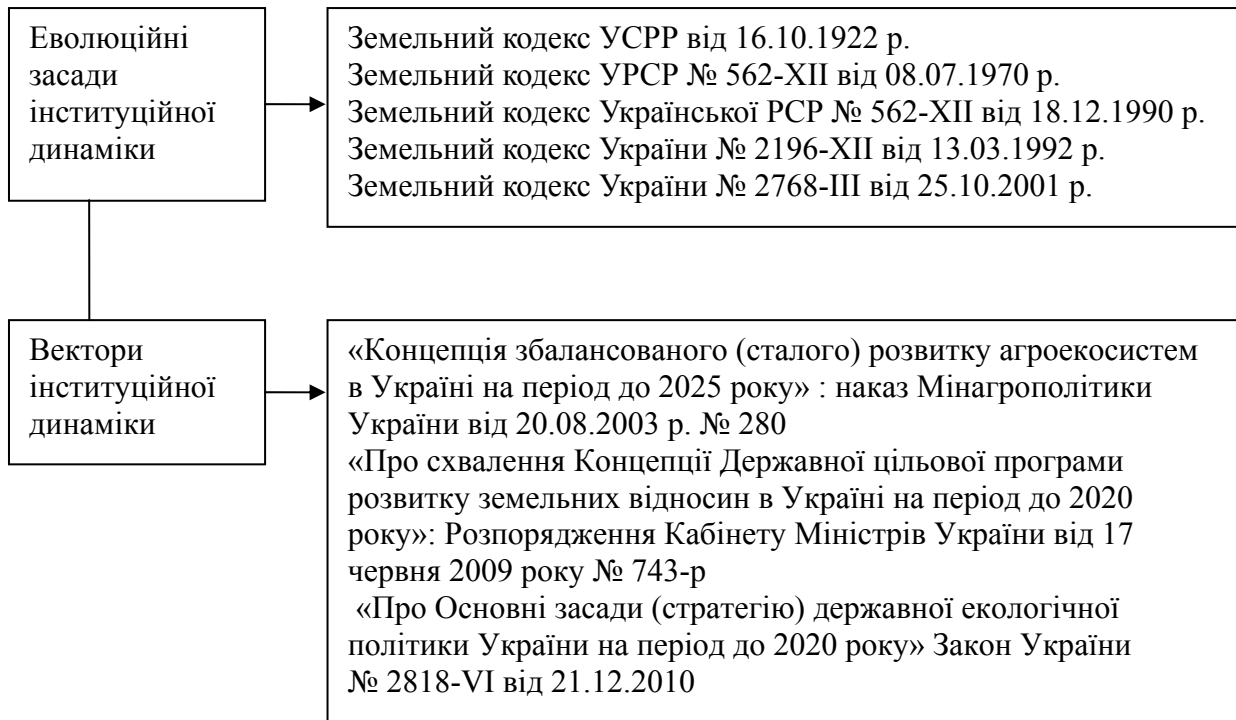 Еволюційні
засади
інституційної
динаміки
Земельний кодекс УСРР від 16.10.1922 р.
Земельний кодекс УРСР № 562-XII від 08.07.1970 р.
Земельний кодекс Української РСР № 562-XII від 18.12.1990 р.
Земельний кодекс України № 2196-XII від 13.03.1992 р.
Земельний кодекс України № 2768-III від 25.10.2001 р.
Вектори
інституційної
динаміки
«Концепція збалансованого (сталого) розвитку агроекосистем
в Україні на період до 2025 року» : наказ Мінагрополітики
України від 20.08.2003 р. № 280
«Про схвалення Концепції Державної цільової програми
розвитку земельних відносин в Україні на період до 2020
року»: Розпорядження Кабінету Міністрів України від 17
червня 2009 року № 743-р
«Про Основні засади (стратегію) державної екологічної
політики України на період до 2020 року» Закон України
№ 2818-VI від 21.12.2010